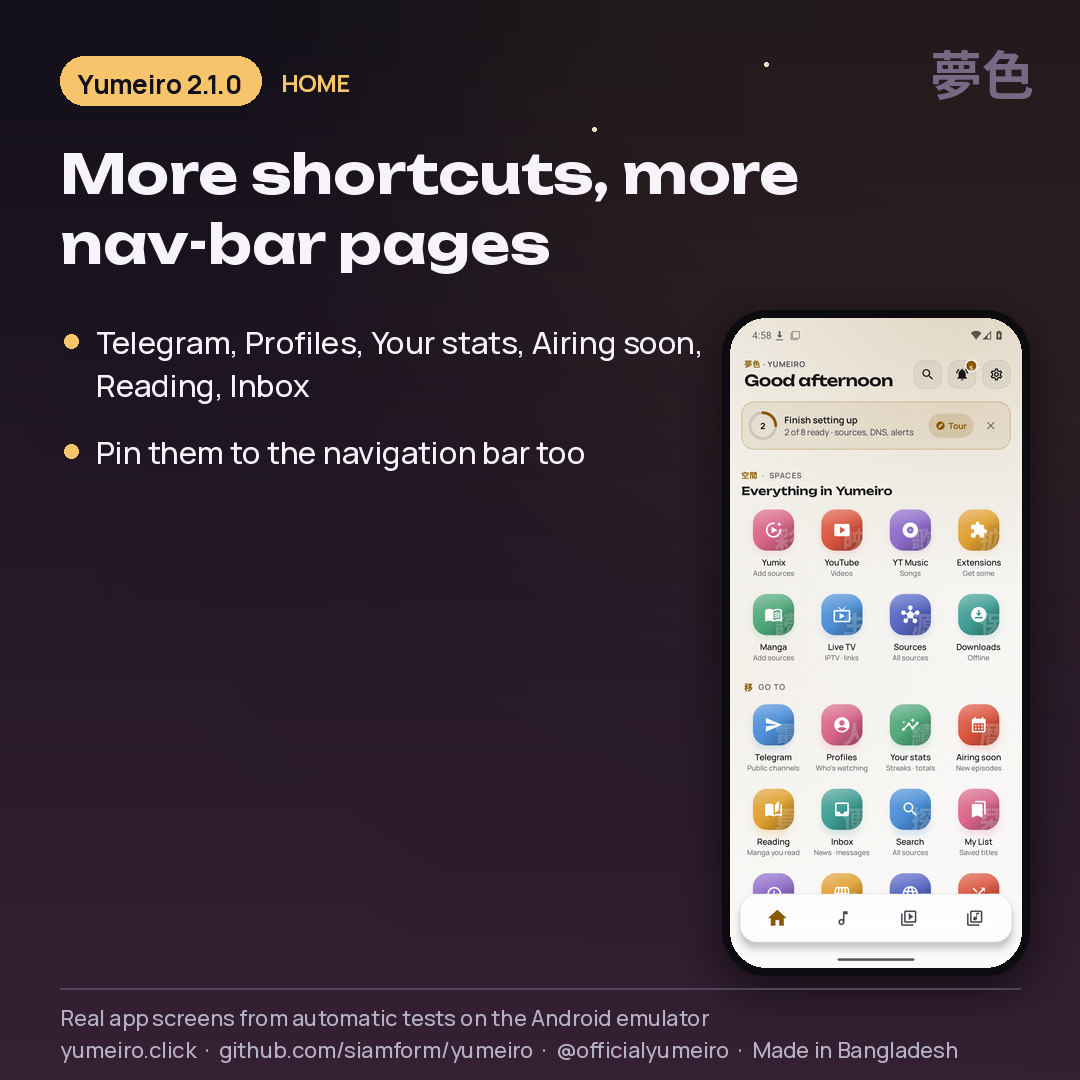 Yumeiro 2.1.0 HOME
夢色
More shortcuts, more
nav-bar pages
Telegram, Profiles, Your stats, Airing soon,
Reading, Inbox
Pin them to the navigation bar too
4:58
夢色 · YUMEIRO
Good afternoon
2
Finish setting up
2 of 8 ready · sources, DNS, alerts
Tour
空間 · SPACES
Everything in Yumeiro
Yumix YouTube YT Music Extensions
Add sources Videos Songs Get some
Manga Live TV Sources Downloads
Add sources IPTV · links All sources Offline
移 GO TO
Telegram Profiles Your stats Airing soon
Public channels Who's watching Streaks · totals New episodes
Reading Inbox Search My List
Manga you read News · messages All sources Saved titles
Real app screens from automatic tests on the Android emulator
yumeiro.click · github.com/siamform/yumeiro · @officialyumeiro · Made in Bangladesh